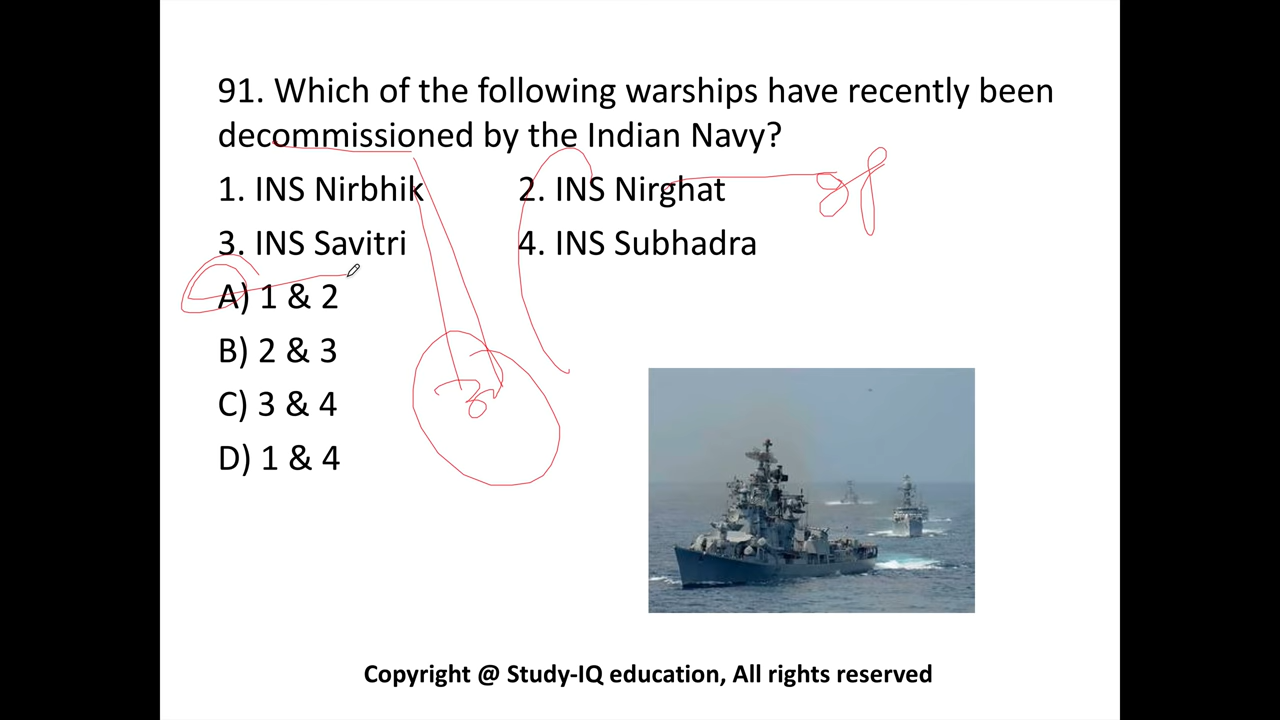 91. Which of the following warships have recently been
decommissioned by the Indian Navy?
1. INS Nirbhik 2. INS Nirghat
3. INS Savitri 4. INS Subhadra
A) 1 & 2
B) 2 & 3
C) 3 & 4
D) 1 & 4
Copyright @ Study-IQ education, All rights reserved